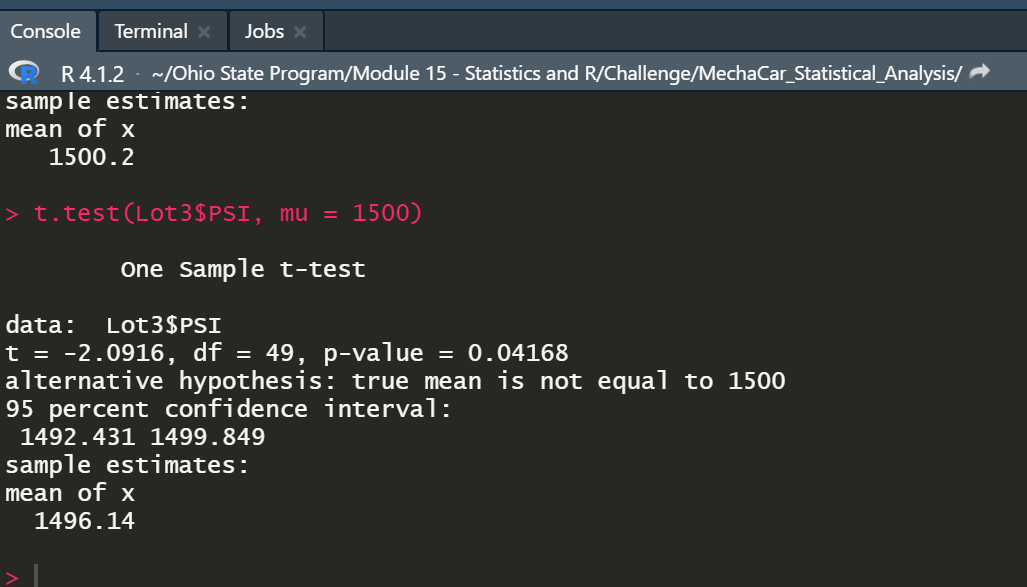 Console Terminal × Jobs ×
R R 4.1.2 · ~/Ohio State Program/Module 15 - Statistics and R/Challenge/MechaCar_Statistical_Analysis/
sample estimates:
mean of x
1500.2
> t.test(Lot3$PSI, mu = 1500)
One Sample t-test
data: Lot3$PSI
t = -2.0916, df = 49, p-value = 0.04168
alternative hypothesis: true mean is not equal to 1500
95 percent confidence interval:
1492.431 1499.849
sample estimates:
mean of x
1496.14
>